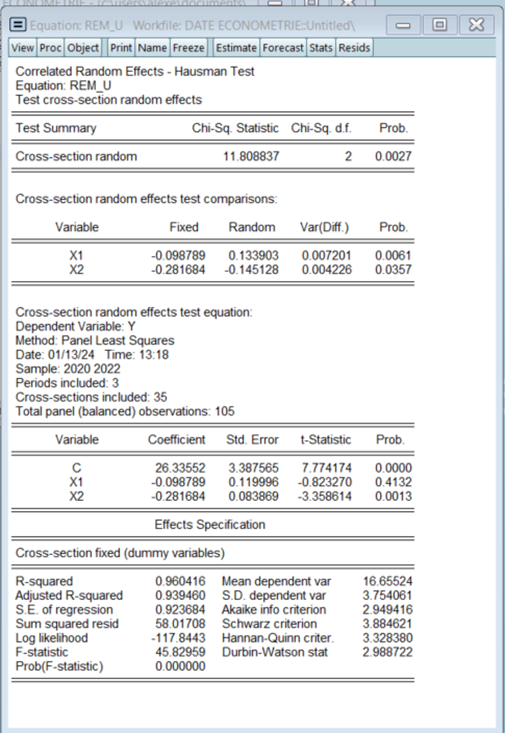 ECONOMETRIE - (c:\users\alexe\documents\
Equation: REM_U Workfile: DATE ECONOMETRIE::Untitled\
View Proc Object Print Name Freeze Estimate Forecast Stats Resids
Correlated Random Effects - Hausman Test
Equation: REM_U
Test cross-section random effects
Test Summary Chi-Sq. Statistic Chi-Sq. d.f. Prob.
Cross-section random 11.808837 2 0.0027
Cross-section random effects test comparisons:
Variable Fixed Random Var(Diff.) Prob.
X1 -0.098789 0.133903 0.007201 0.0061
X2 -0.281684 -0.145128 0.004226 0.0357
Cross-section random effects test equation:
Dependent Variable: Y
Method: Panel Least Squares
Date: 01/13/24 Time: 13:18
Sample: 2020 2022
Periods included: 3
Cross-sections included: 35
Total panel (balanced) observations: 105
Variable Coefficient Std. Error t-Statistic Prob.
C 26.33552 3.387565 7.774174 0.0000
X1 -0.098789 0.119996 -0.823270 0.4132
X2 -0.281684 0.083869 -3.358614 0.0013
Effects Specification
Cross-section fixed (dummy variables)
R-squared 0.960416 Mean dependent var 16.65524
Adjusted R-squared 0.939460 S.D. dependent var 3.754061
S.E. of regression 0.923684 Akaike info criterion 2.949416
Sum squared resid 58.01708 Schwarz criterion 3.884621
Log likelihood -117.8443 Hannan-Quinn criter. 3.328380
F-statistic 45.82959 Durbin-Watson stat 2.988722
Prob(F-statistic) 0.000000